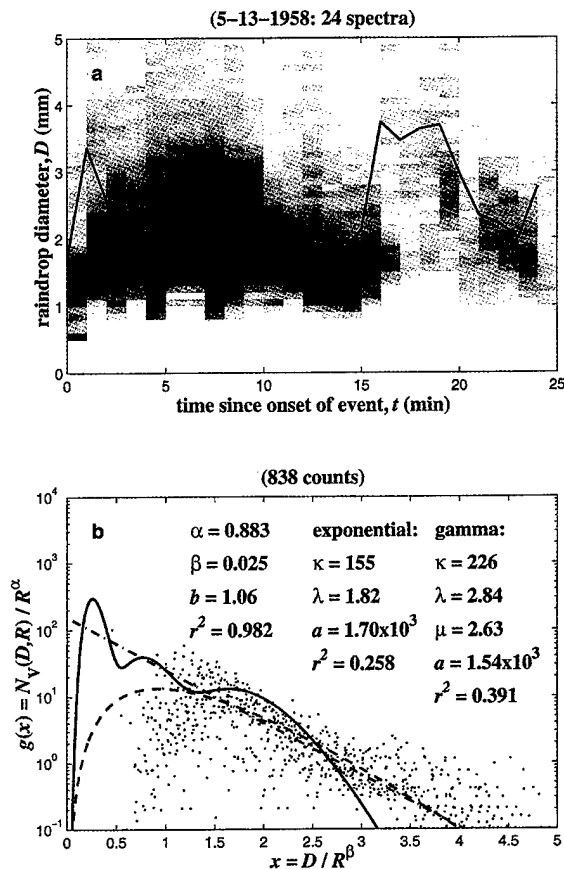 (5–13–1958: 24 spectra)
5
4
3
2
1
0
a
raindrop diameter, D (mm)
0 5 10 15 20 25
time since onset of event, t (min)
(838 counts)
10^4
10^3
10^2
10^1
10^0
10^-1
b
α = 0.883 exponential: gamma:
β = 0.025 κ = 155 κ = 226
b = 1.06 λ = 1.82 λ = 2.84
r^2 = 0.982 a = 1.70x10^3 μ = 2.63
r^2 = 0.258 a = 1.54x10^3
r^2 = 0.391
g(x) = N_V(D,R) / R^α
0 0.5 1 1.5 2 2.5 3 3.5 4 4.5 5
x = D / R^β